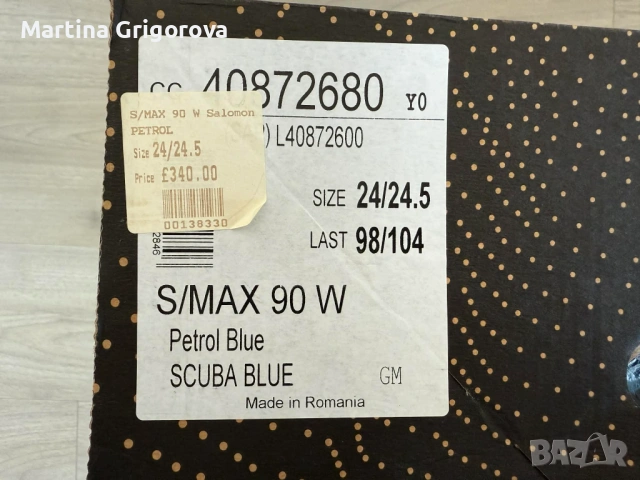 Martina Grigorova
40872680 Y0
S/MAX 90 W Salomon
PETROL
Size 24/24.5
Price £340.00
00138330
L40872600
SIZE 24/24.5
LAST 98/104
2846
S/MAX 90 W
Petrol Blue
SCUBA BLUE GM
Made in Romania
BAZAR